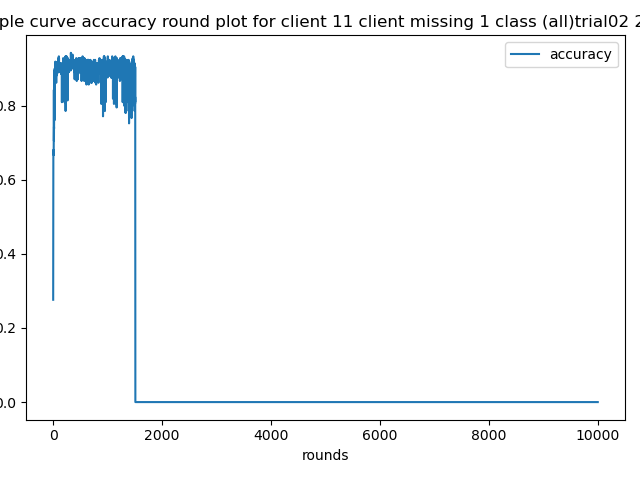 ple curve accuracy round plot for client 11 client missing 1 class (all)trial02 2
accuracy
0.8
0.6
0.4
0.2
0.0
0 2000 4000 6000 8000 10000
rounds